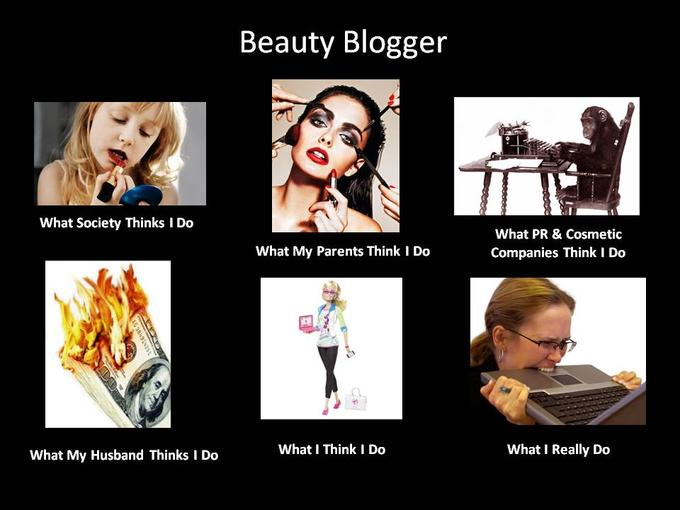 Beauty Blogger
What Society Thinks I Do
What My Parents Think I Do
What PR & Cosmetic
Companies Think I Do
What My Husband Thinks I Do
What I Think I Do
What I Really Do